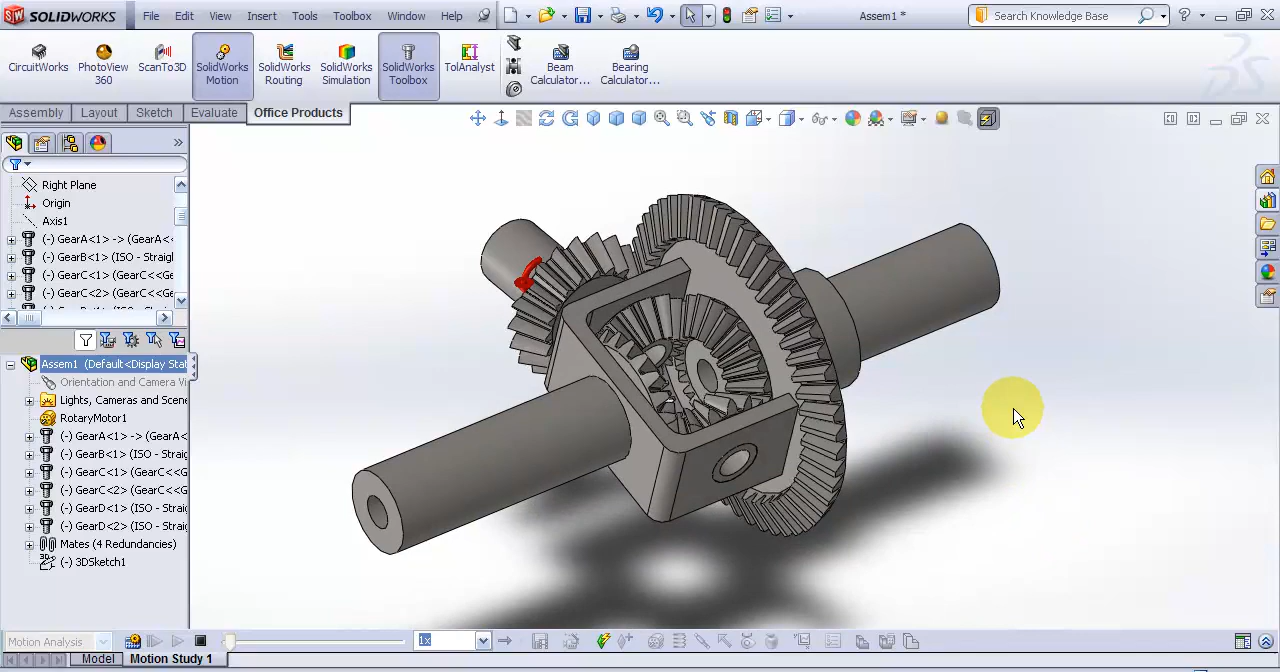 SOLIDWORKS File Edit View Insert Tools Toolbox Window Help Assem1 * Search Knowledge Base
CircuitWorks PhotoView 360 ScanTo3D SolidWorks Motion SolidWorks Routing SolidWorks Simulation SolidWorks Toolbox TolAnalyst Beam Calculator... Bearing Calculator...
Assembly Layout Sketch Evaluate Office Products
Right Plane
Origin
Axis1
(-) GearA<1> -> (GearA<
(-) GearB<1> (ISO - Straig
(-) GearC<1> (GearC<<Ge
(-) GearC<2> (GearC<<Ge
Assem1 (Default<Display Stat
Orientation and Camera Vi
Lights, Cameras and Scene
RotaryMotor1
(-) GearA<1> -> (GearA<
(-) GearB<1> (ISO - Straig
(-) GearC<1> (GearC<<Ge
(-) GearC<2> (GearC<<G
(-) GearD<1> (ISO - Strai
(-) GearD<2> (ISO - Strai
Mates (4 Redundancies)
(-) 3DSketch1
Motion Analysis 1x
Model Motion Study 1